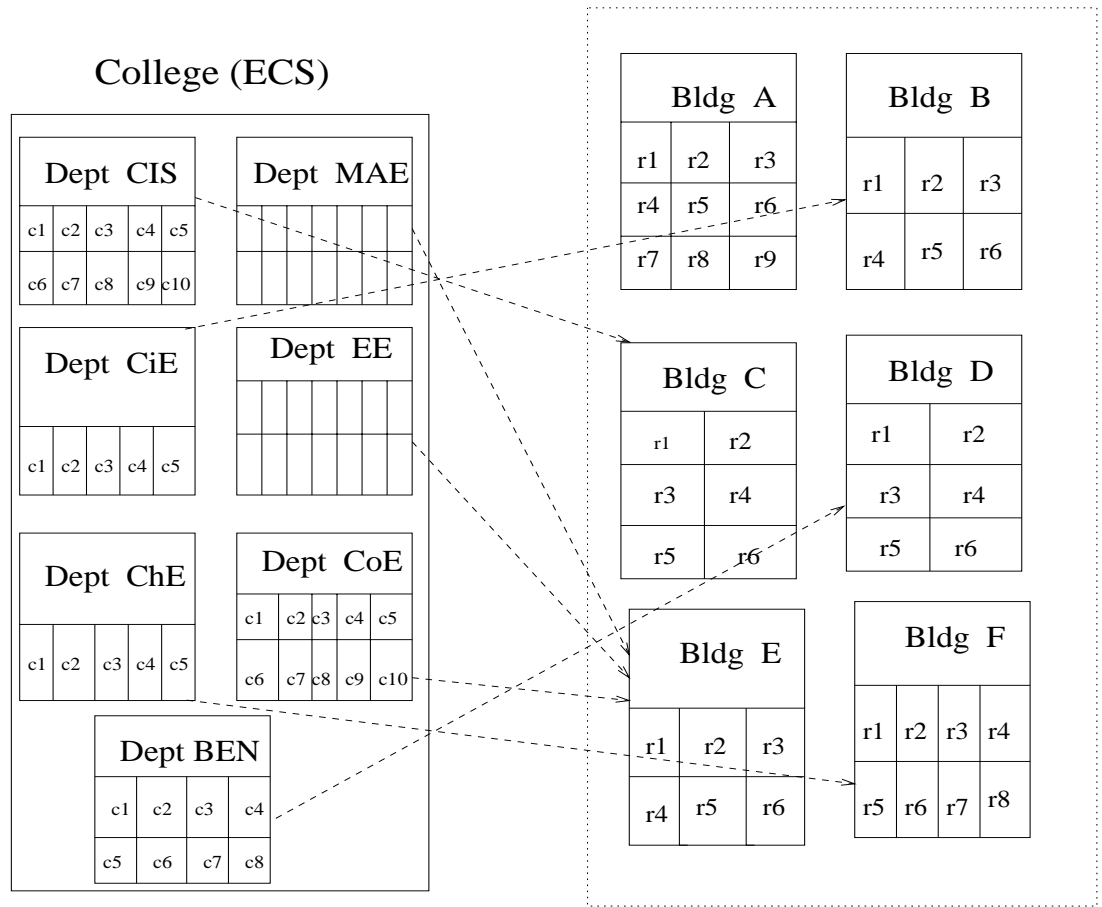 College (ECS)
Dept CIS
c1 c2 c3 c4 c5
c6 c7 c8 c9 c10
Dept MAE
Dept CiE
c1 c2 c3 c4 c5
Dept EE
Dept ChE
c1 c2 c3 c4 c5
Dept CoE
c1 c2 c3 c4 c5
c6 c7 c8 c9 c10
Dept BEN
c1 c2 c3 c4
c5 c6 c7 c8
Bldg A
r1 r2 r3
r4 r5 r6
r7 r8 r9
Bldg B
r1 r2 r3
r4 r5 r6
Bldg C
r1 r2
r3 r4
r5 r6
Bldg D
r1 r2
r3 r4
r5 r6
Bldg E
r1 r2 r3
r4 r5 r6
Bldg F
r1 r2 r3 r4
r5 r6 r7 r8